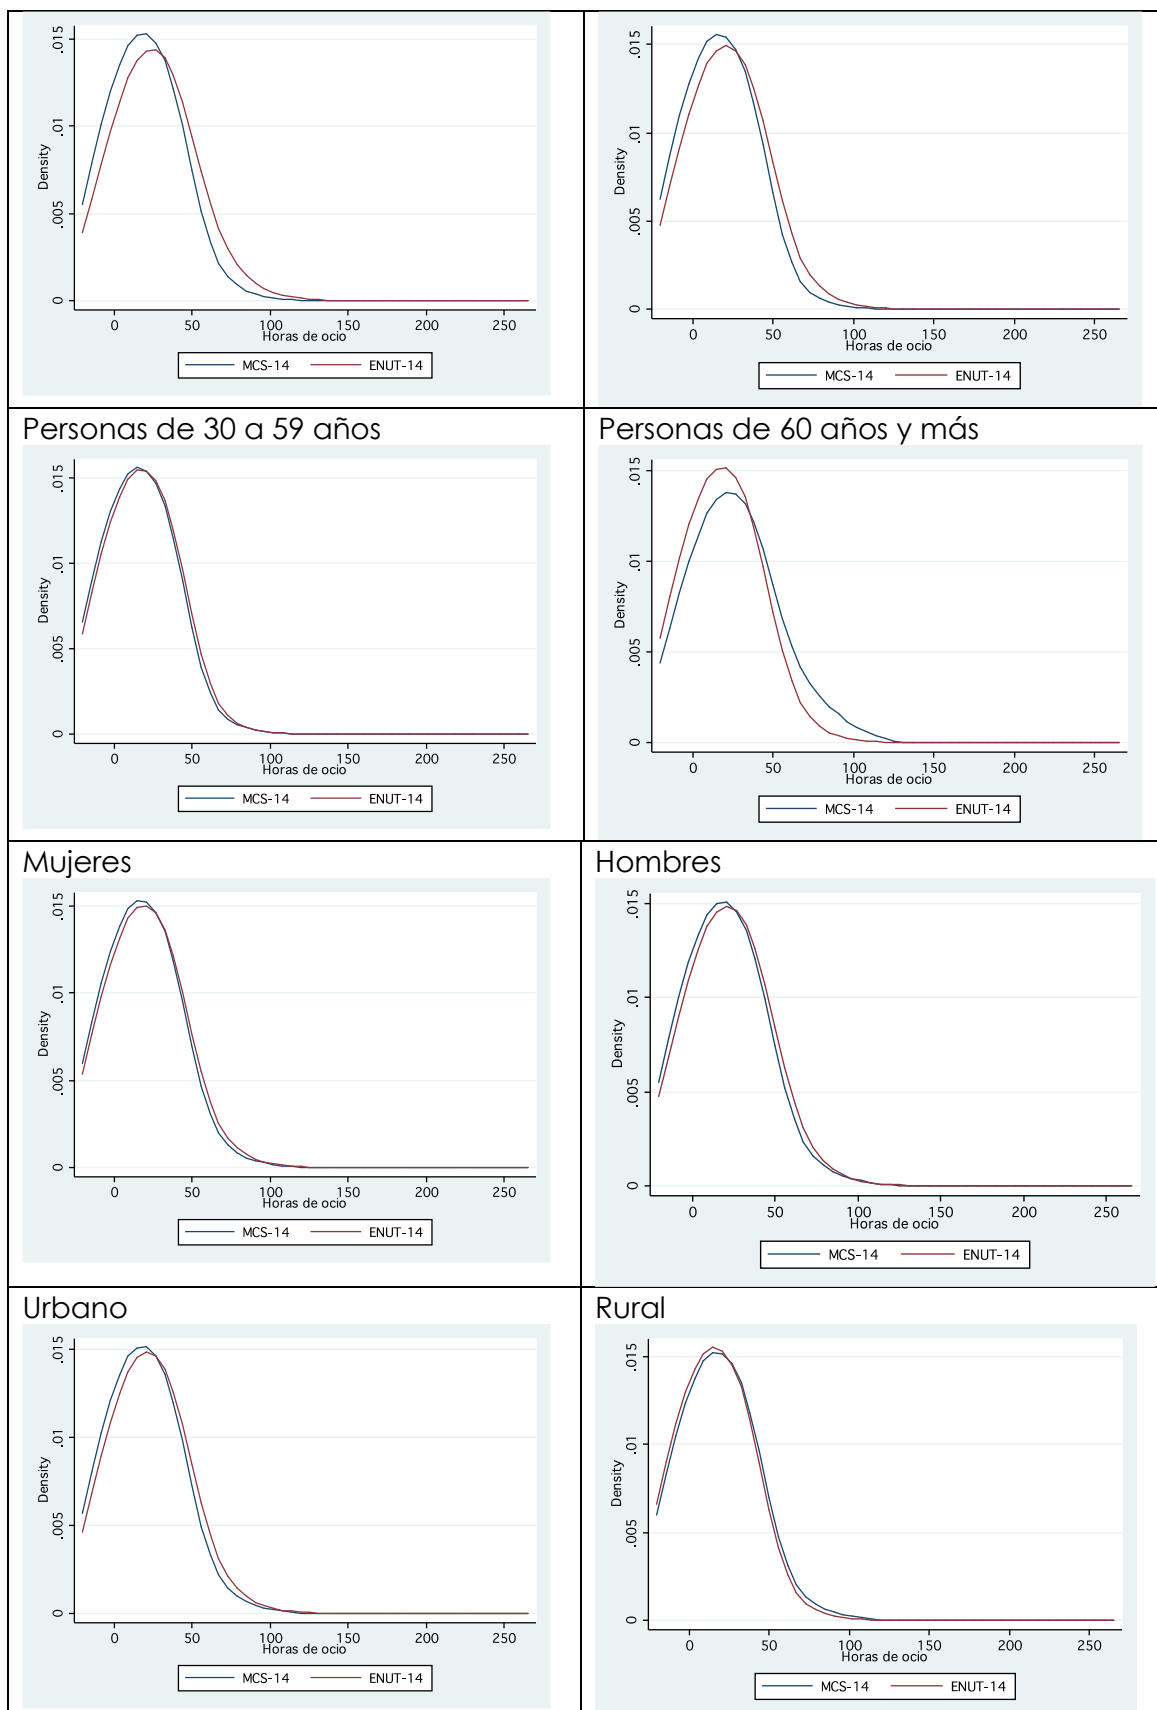 Density
.015
.01
.005
0
0 50 100 150 200 250
Horas de ocio
MCS-14 ENUT-14
Density
.015
.01
.005
0
0 50 100 150 200 250
Horas de ocio
MCS-14 ENUT-14
Personas de 30 a 59 años
Density
.015
.01
.005
0
0 50 100 150 200 250
Horas de ocio
MCS-14 ENUT-14
Personas de 60 años y más
Density
.015
.01
.005
0
0 50 100 150 200 250
Horas de ocio
MCS-14 ENUT-14
Mujeres
Density
.015
.01
.005
0
0 50 100 150 200 250
Horas de ocio
MCS-14 ENUT-14
Hombres
Density
.015
.01
.005
0
0 50 100 150 200 250
Horas de ocio
MCS-14 ENUT-14
Urbano
Density
.015
.01
.005
0
0 50 100 150 200 250
Horas de ocio
MCS-14 ENUT-14
Rural
Density
.015
.01
.005
0
0 50 100 150 200 250
Horas de ocio
MCS-14 ENUT-14